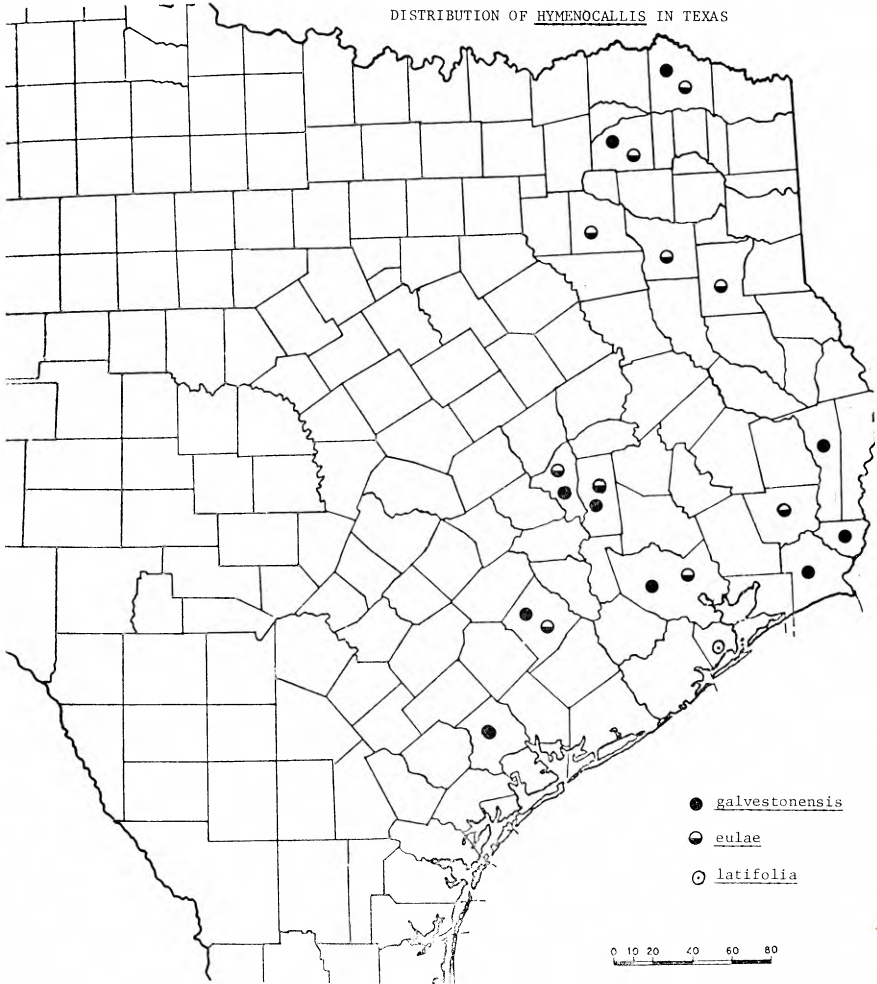 DISTRIBUTION OF HYMENOCALLIS IN TEXAS
galvestonensis
eulae
latifolia
0 10 20 40 60 80